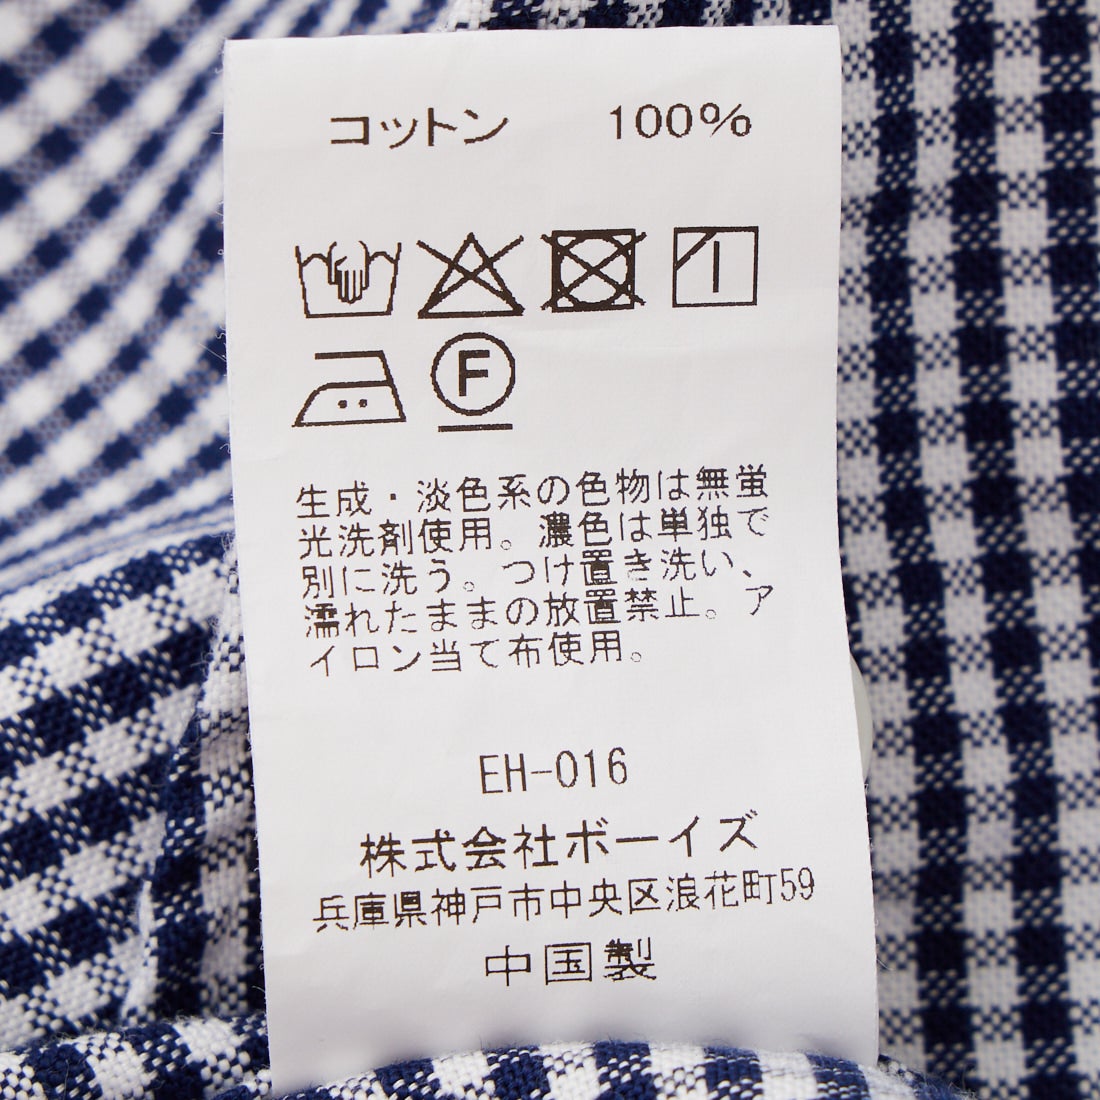 コットン 100%
F
生成・淡色系の色物は無蛍
光洗剤使用。濃色は単独で
別に洗う。つけ置き洗い、
濡れたままの放置禁止。ア
イロン当て布使用。
EH-016
株式会社ボーイズ
兵庫県神戸市中央区浪花町59
中国製